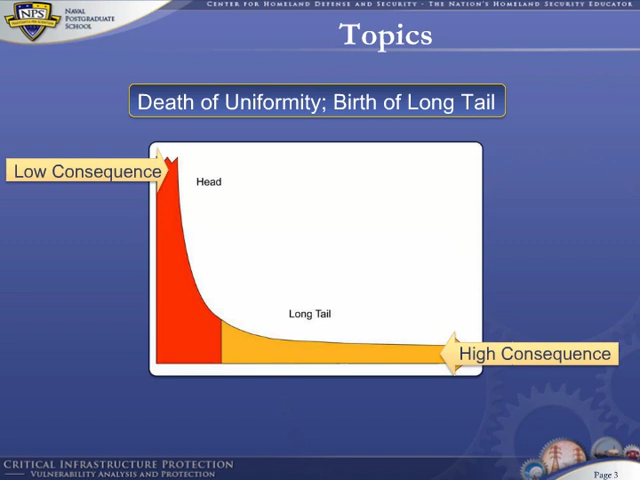 CENTER FOR HOMELAND DEFENSE AND SECURITY · THE NATION'S HOMELAND SECURITY EDUCATOR
NPS
NAVAL
POSTGRADUATE
SCHOOL
Topics
Death of Uniformity; Birth of Long Tail
Low Consequence
Head
Long Tail
High Consequence
CRITICAL INFRASTRUCTURE PROTECTION
VULNERABILITY ANALYSIS AND PROTECTION
Page 3